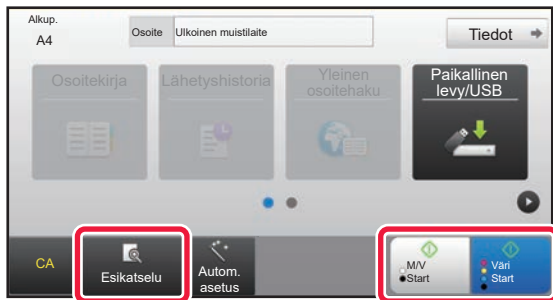 Alkup.
A4
Osoite
Ulkoinen muistilaite
Tiedot
Osoitekirja
Lähetyshistoria
Yleinen
osoitehaku
Paikallinen
levy/USB
CA
Esikatselu
Autom.
asetus
M/V
Start
Väri
Start